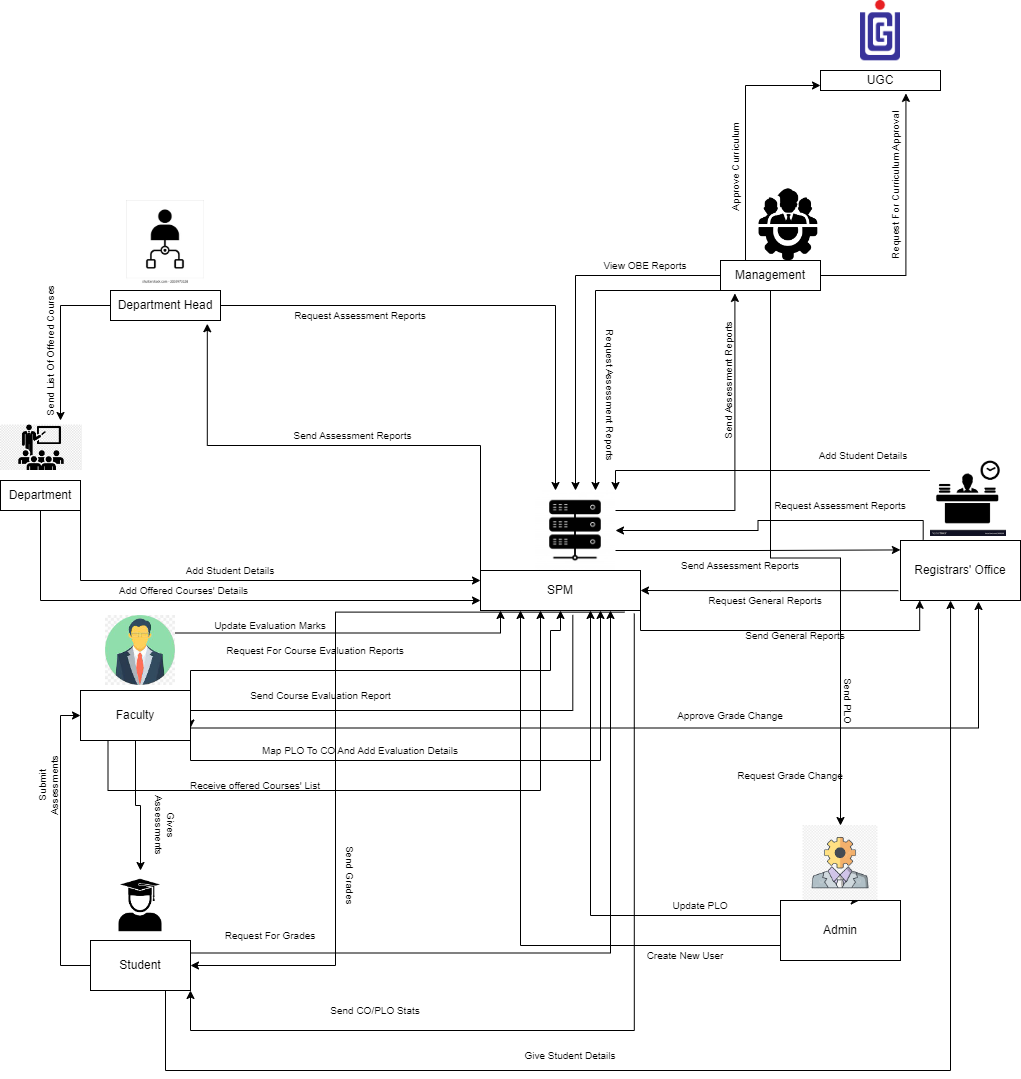 UGC
Approve Curriculum
Request For Curriculum Approval
Management
View OBE Reports
Department Head
Request Assessment Reports
Send List Of Offered Courses
Request Assessment Reports
Send Assessment Reports
Send Assessment Reports
Add Student Details
Department
Request Assessment Reports
Send Assessment Reports
Registrars' Office
Add Student Details
Add Offered Courses' Details
SPM
Request General Reports
Update Evaluation Marks
Send General Reports
Request For Course Evaluation Reports
Send Course Evaluation Report
Send PLO
Faculty
Approve Grade Change
Map PLO To CO And Add Evaluation Details
Request Grade Change
Receive offered Courses' List
Submit
Assessments
Gives
Assessments
Send Grades
Update PLO
Admin
Request For Grades
Create New User
Student
Send CO/PLO Stats
Give Student Details